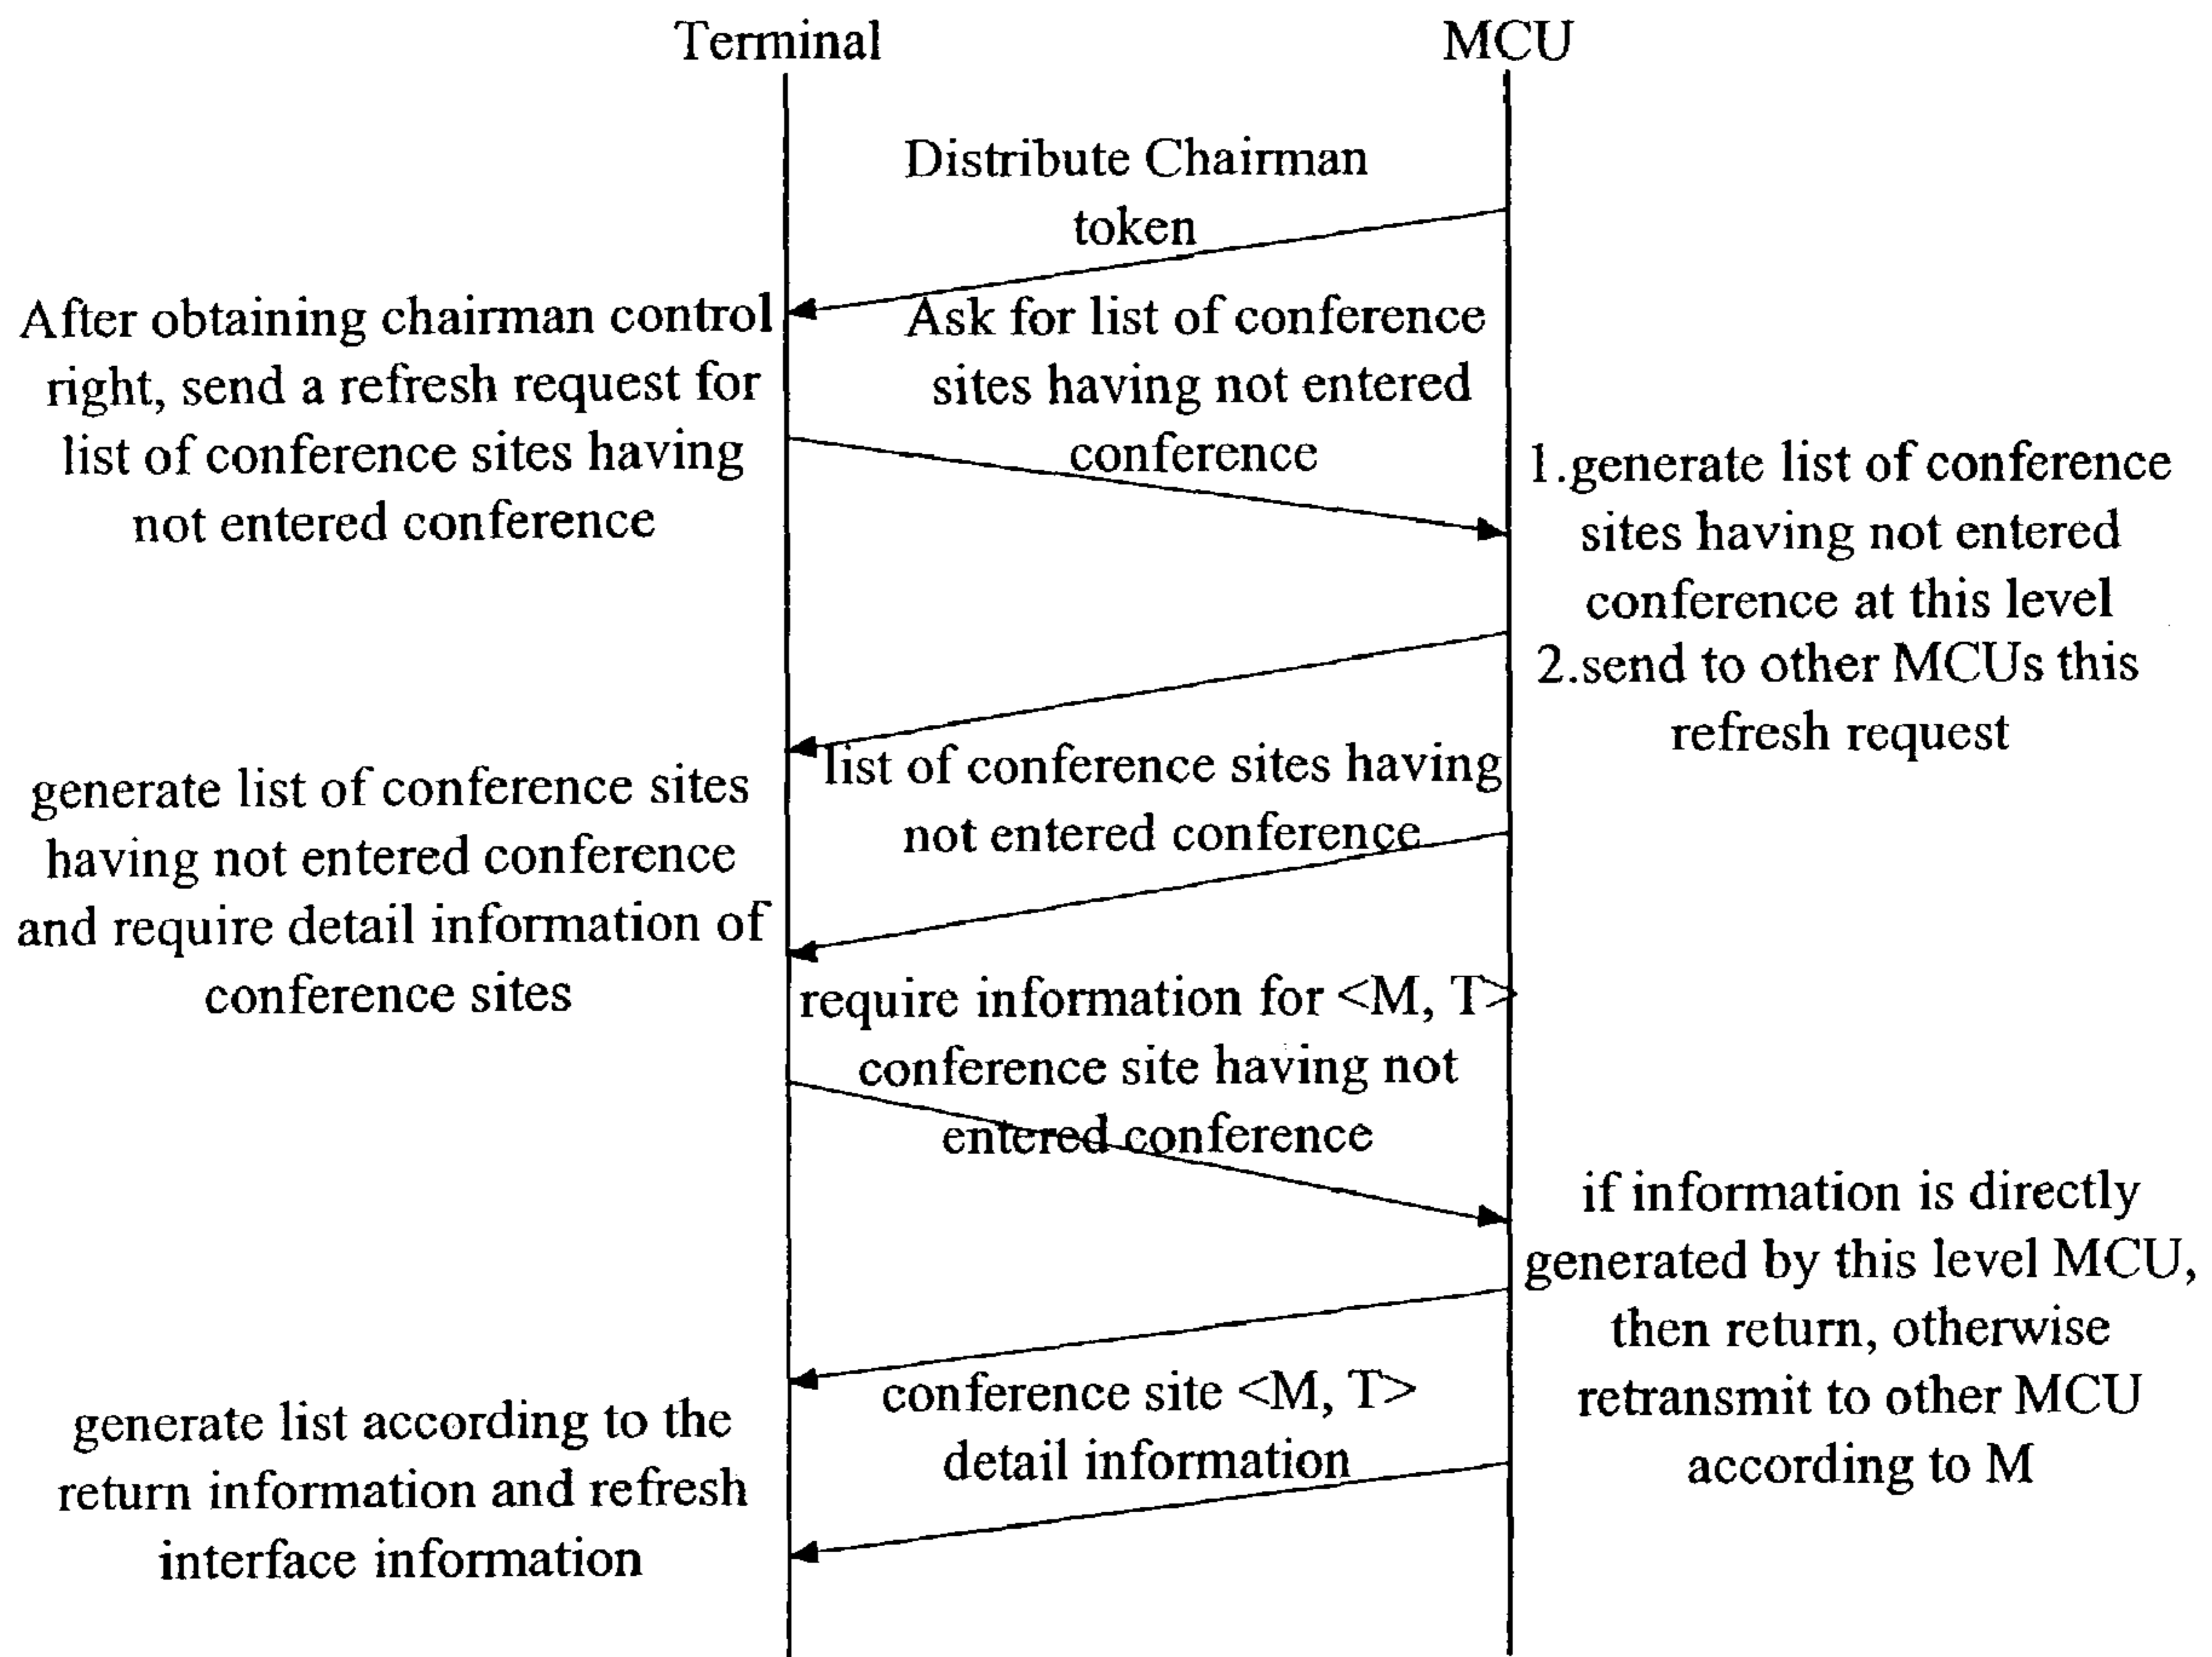 Terminal
MCU
Distribute Chairman
token
After obtaining chairman control
right, send a refresh request for
list of conference sites having
not entered conference
Ask for list of conference
sites having not entered
conference
1.generate list of conference
sites having not entered
conference at this level
2.send to other MCUs this
refresh request
list of conference sites having
not entered conference
generate list of conference sites
having not entered conference
and require detail information of
conference sites
require information for <M, T>
conference site having not
entered conference
if information is directly
generated by this level MCU,
then return, otherwise
retransmit to other MCU
according to M
conference site <M, T>
detail information
generate list according to the
return information and refresh
interface information